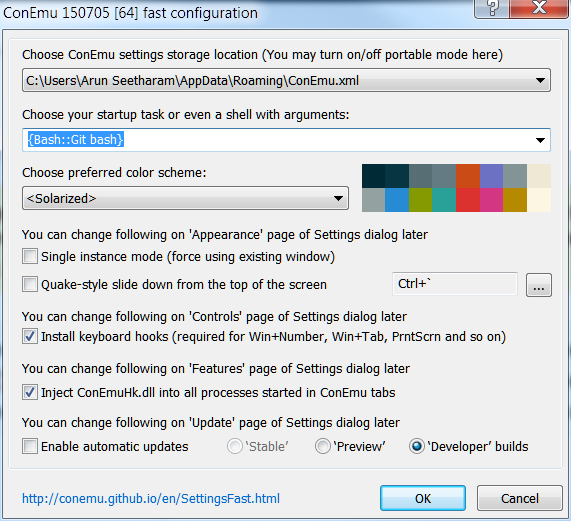 ConEmu 150705 [64] fast configuration
Choose ConEmu settings storage location (You may turn on/off portable mode here)
C:\Users\Arun Seetharam\AppData\Roaming\ConEmu.xml
Choose your startup task or even a shell with arguments:
{Bash::Git bash}
Choose preferred color scheme:
<Solarized>
You can change following on 'Appearance' page of Settings dialog later
Single instance mode (force using existing window)
Quake-style slide down from the top of the screen Ctrl+` ...
You can change following on 'Controls' page of Settings dialog later
Install keyboard hooks (required for Win+Number, Win+Tab, PrntScrn and so on)
You can change following on 'Features' page of Settings dialog later
Inject ConEmuHk.dll into all processes started in ConEmu tabs
You can change following on 'Update' page of Settings dialog later
Enable automatic updates ‘Stable’ ‘Preview’ ‘Developer’ builds
http://conemu.github.io/en/SettingsFast.html OK Cancel